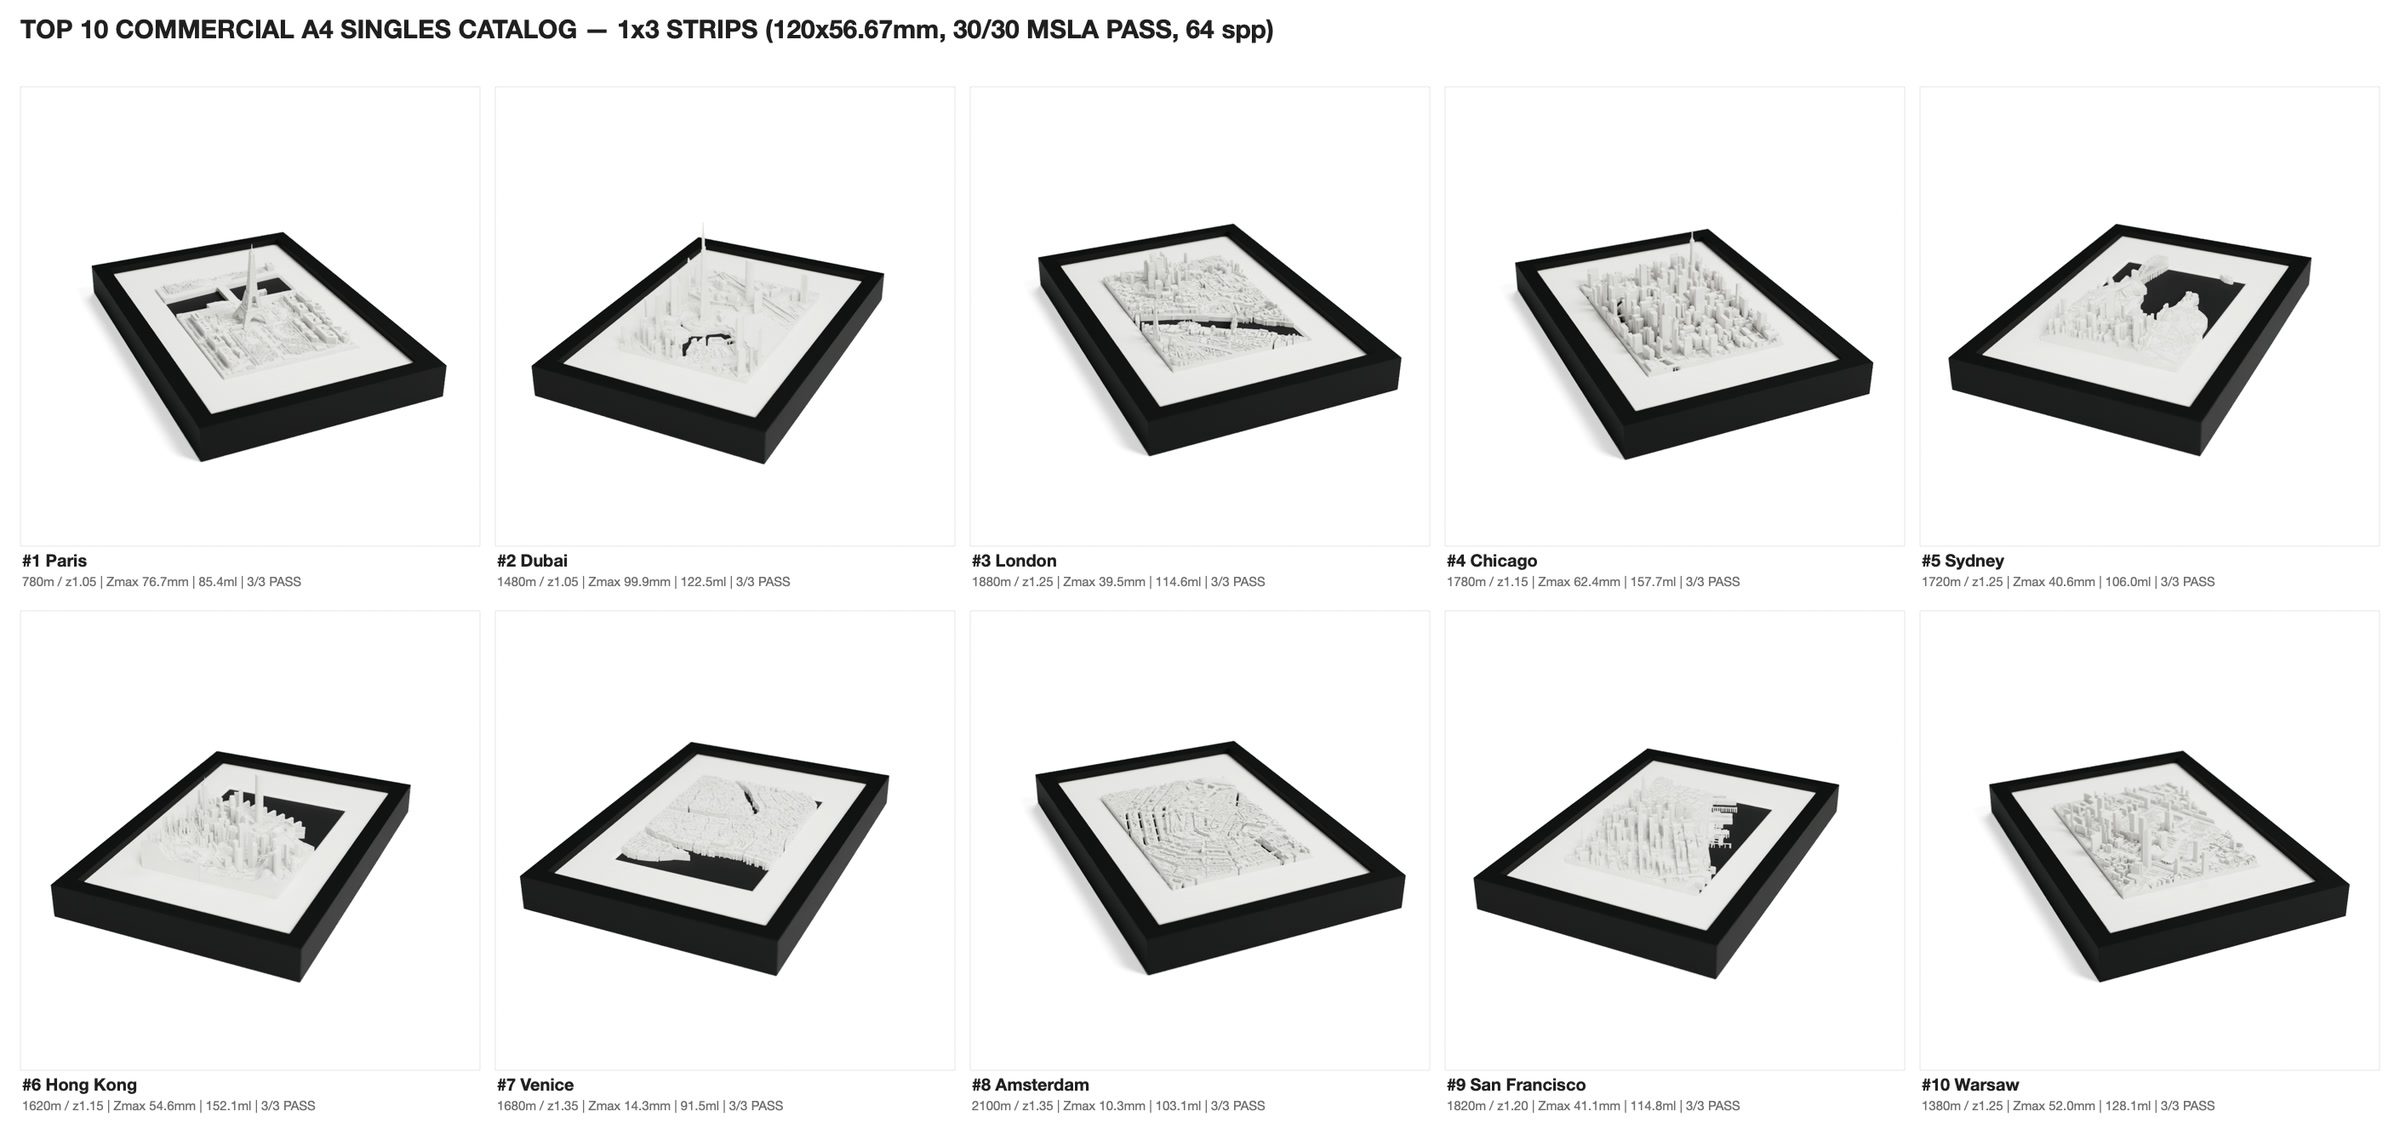 TOP 10 COMMERCIAL A4 SINGLES CATALOG — 1x3 STRIPS (120x56.67mm, 30/30 MSLA PASS, 64 spp)
#1 Paris
780m / z1.05 | Zmax 76.7mm | 85.4ml | 3/3 PASS
#2 Dubai
1480m / z1.05 | Zmax 99.9mm | 122.5ml | 3/3 PASS
#3 London
1880m / z1.25 | Zmax 39.5mm | 114.6ml | 3/3 PASS
#4 Chicago
1780m / z1.15 | Zmax 62.4mm | 157.7ml | 3/3 PASS
#5 Sydney
1720m / z1.25 | Zmax 40.6mm | 106.0ml | 3/3 PASS
#6 Hong Kong
1620m / z1.15 | Zmax 54.6mm | 152.1ml | 3/3 PASS
#7 Venice
1680m / z1.35 | Zmax 14.3mm | 91.5ml | 3/3 PASS
#8 Amsterdam
2100m / z1.35 | Zmax 10.3mm | 103.1ml | 3/3 PASS
#9 San Francisco
1820m / z1.20 | Zmax 41.1mm | 114.8ml | 3/3 PASS
#10 Warsaw
1380m / z1.25 | Zmax 52.0mm | 128.1ml | 3/3 PASS